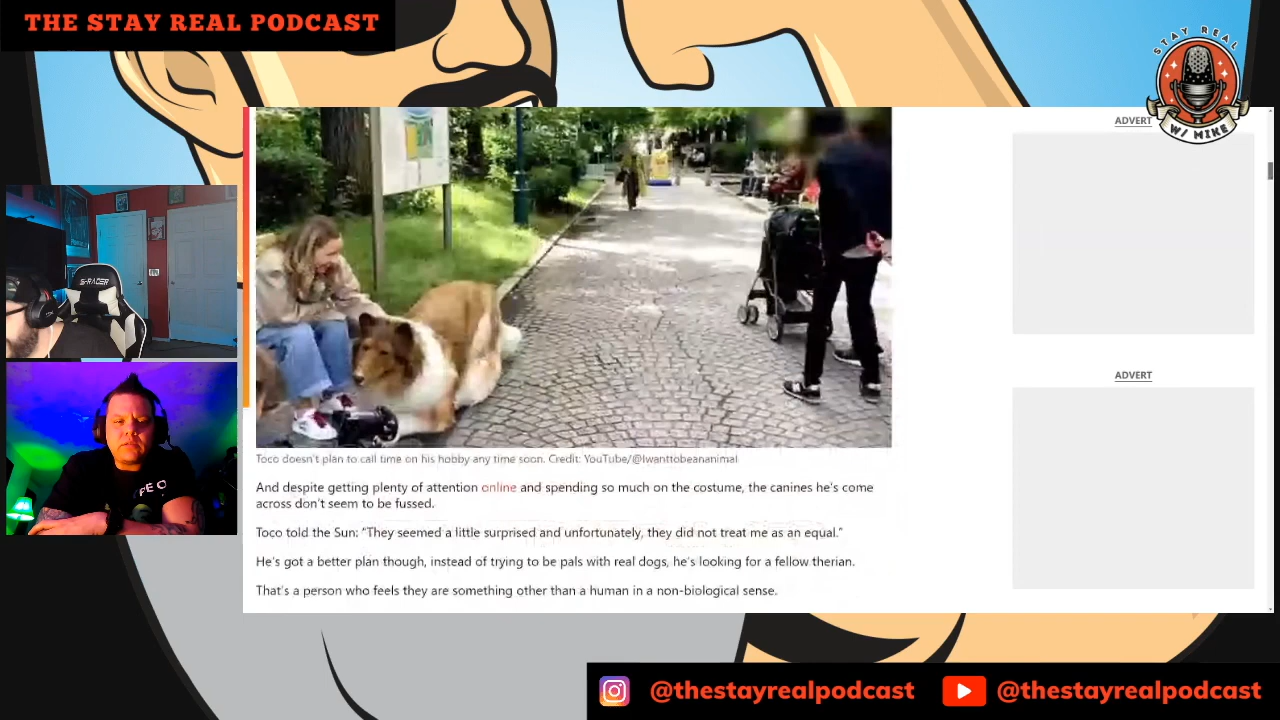 THE STAY REAL PODCAST
STAY REAL
W/ MIKE
ADVERT
S-RACER
ADVERT
Toco doesn't plan to call time on his hobby any time soon. Credit: YouTube/@Iwanttobeananimal
And despite getting plenty of attention online and spending so much on the costume, the canines he's come
across don't seem to be fussed.
Toco told the Sun: “They seemed a little surprised and unfortunately, they did not treat me as an equal.”
He's got a better plan though, instead of trying to be pals with real dogs, he's looking for a fellow therian.
That's a person who feels they are something other than a human in a non-biological sense.
@thestayrealpodcast
@thestayrealpodcast